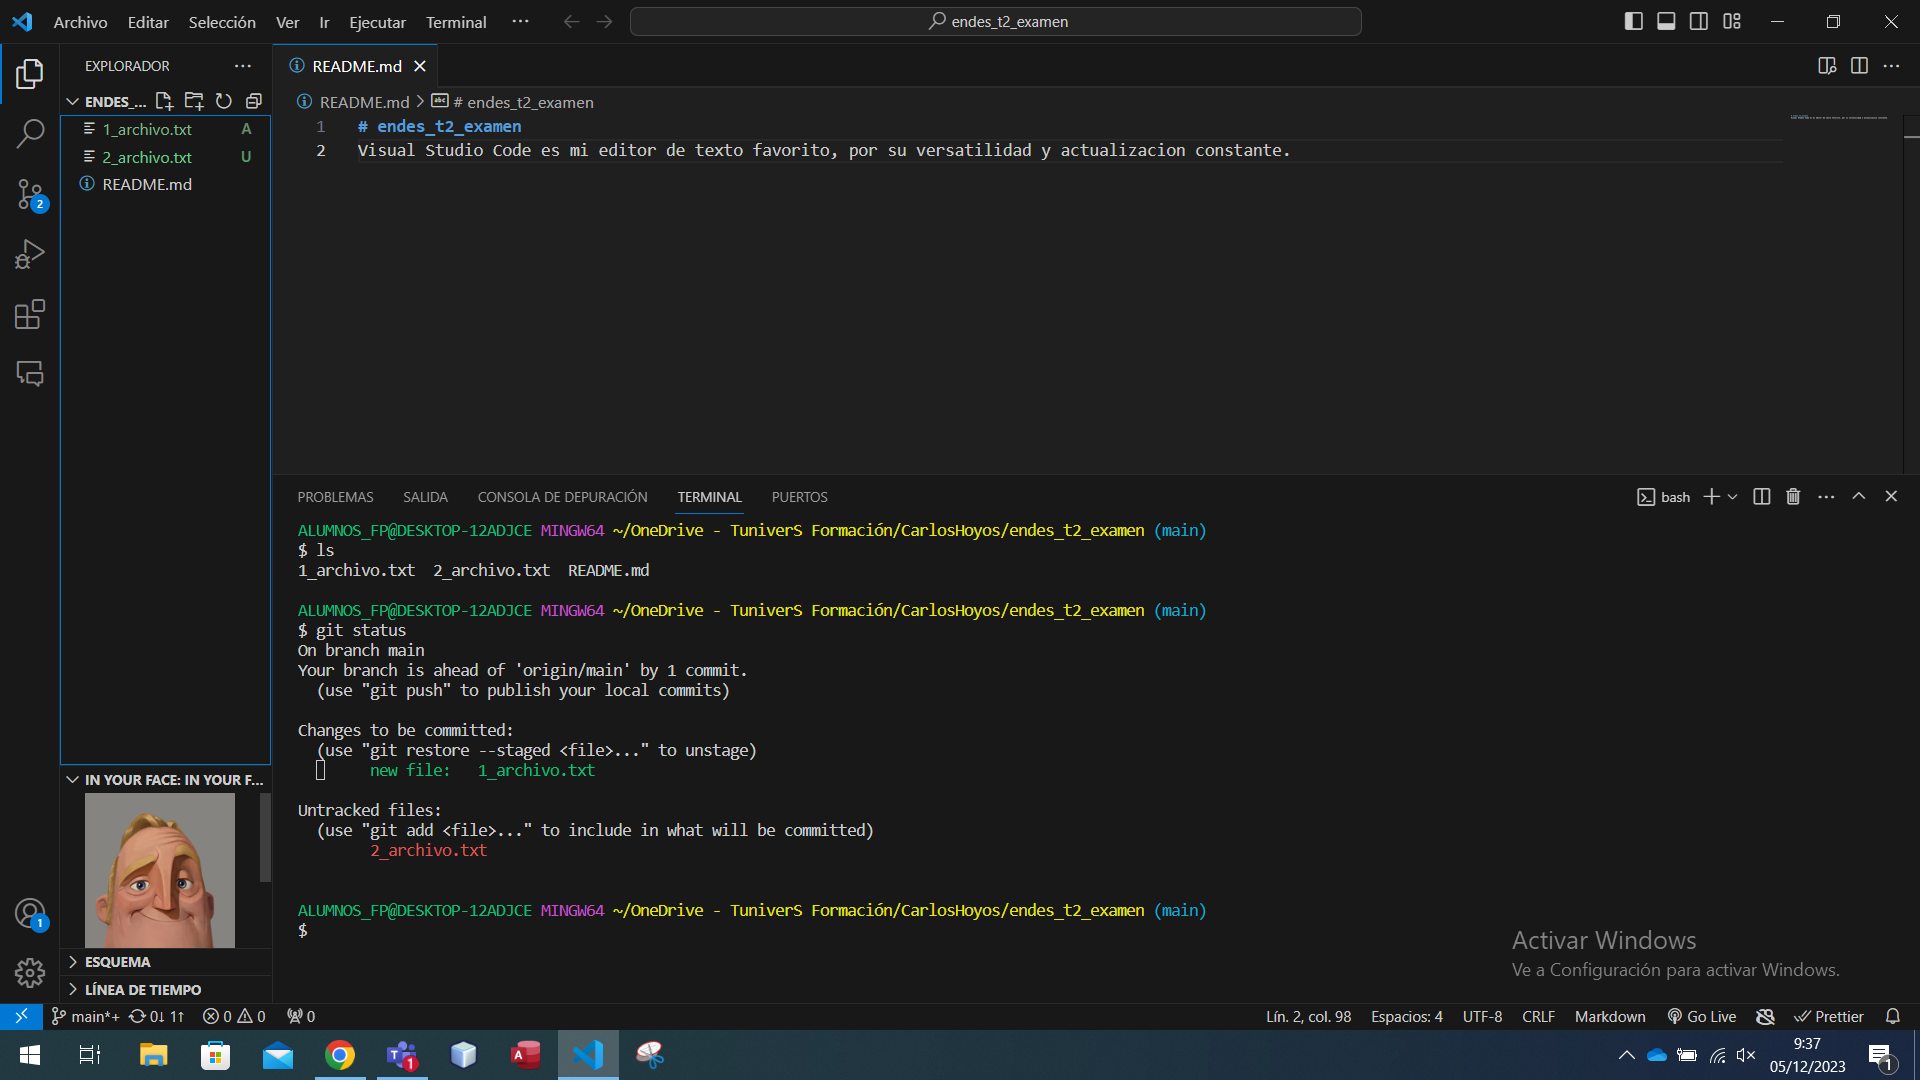 Archivo Editar Selección Ver Ir Ejecutar Terminal ··· endes_t2_examen
EXPLORADOR ···
README.md
ENDES_...
README.md > # endes_t2_examen
1_archivo.txt A
2_archivo.txt U
README.md
1 # endes_t2_examen
2 Visual Studio Code es mi editor de texto favorito, por su versatilidad y actualizacion constante.
2
PROBLEMAS SALIDA CONSOLA DE DEPURACIÓN TERMINAL PUERTOS bash
ALUMNOS_FP@DESKTOP-12ADJCE MINGW64 ~/OneDrive - TuniverS Formación/CarlosHoyos/endes_t2_examen (main)
$ ls
1_archivo.txt 2_archivo.txt README.md
ALUMNOS_FP@DESKTOP-12ADJCE MINGW64 ~/OneDrive - TuniverS Formación/CarlosHoyos/endes_t2_examen (main)
$ git status
On branch main
Your branch is ahead of 'origin/main' by 1 commit.
(use "git push" to publish your local commits)
Changes to be committed:
(use "git restore --staged <file>..." to unstage)
new file: 1_archivo.txt
Untracked files:
(use "git add <file>..." to include in what will be committed)
2_archivo.txt
ALUMNOS_FP@DESKTOP-12ADJCE MINGW64 ~/OneDrive - TuniverS Formación/CarlosHoyos/endes_t2_examen (main)
$
IN YOUR FACE: IN YOUR F...
1
ESQUEMA
LÍNEA DE TIEMPO
Activar Windows
Ve a Configuración para activar Windows.
main*+ 0↓ 1↑ 0 0 0 Lín. 2, col. 98 Espacios: 4 UTF-8 CRLF Markdown Go Live Prettier
1
9:37
05/12/2023
1